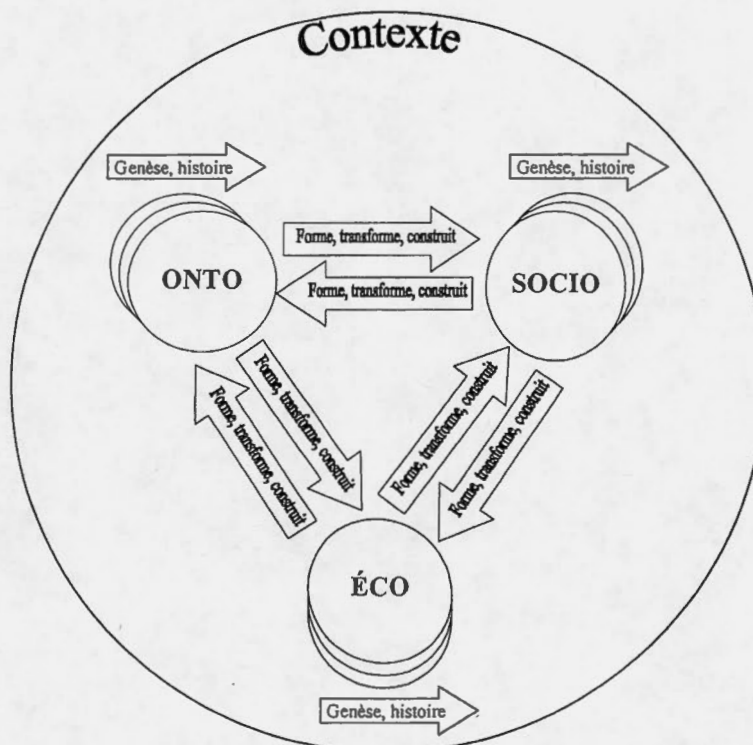 Contexte
Genèse, histoire
Genèse, histoire
Forme, transforme, construit
ONTO
SOCIO
Forme, transforme, construit
Forme, transforme, construit
Forme, transforme, construit
Forme, transforme, construit
Forme, transforme, construit
ÉCO
Genèse, histoire